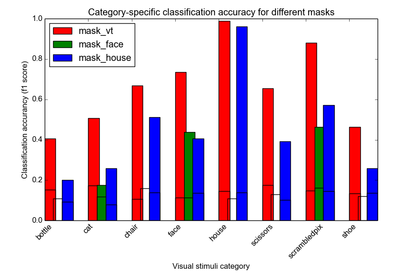 Category-specific classification accuracy for different masks
mask_vt
mask_face
mask_house
Classification accurancy (f1 score)
1.0
0.8
0.6
0.4
0.2
0.0
bottle
cat
chair
face
house
scissors
scrambledpix
shoe
Visual stimuli category